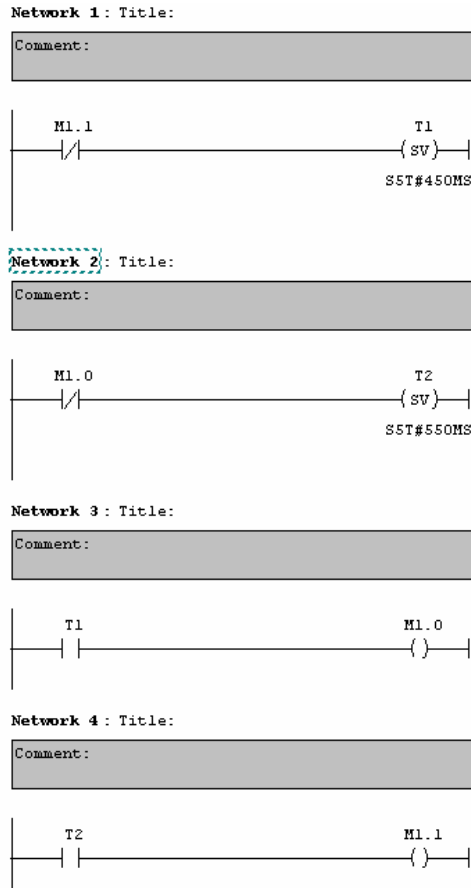 Network 1: Title:
Comment:
M1.1 T1
SV
S5T#450MS
Network 2: Title:
Comment:
M1.0 T2
SV
S5T#550MS
Network 3: Title:
Comment:
T1 M1.0
Network 4: Title:
Comment:
T2 M1.1